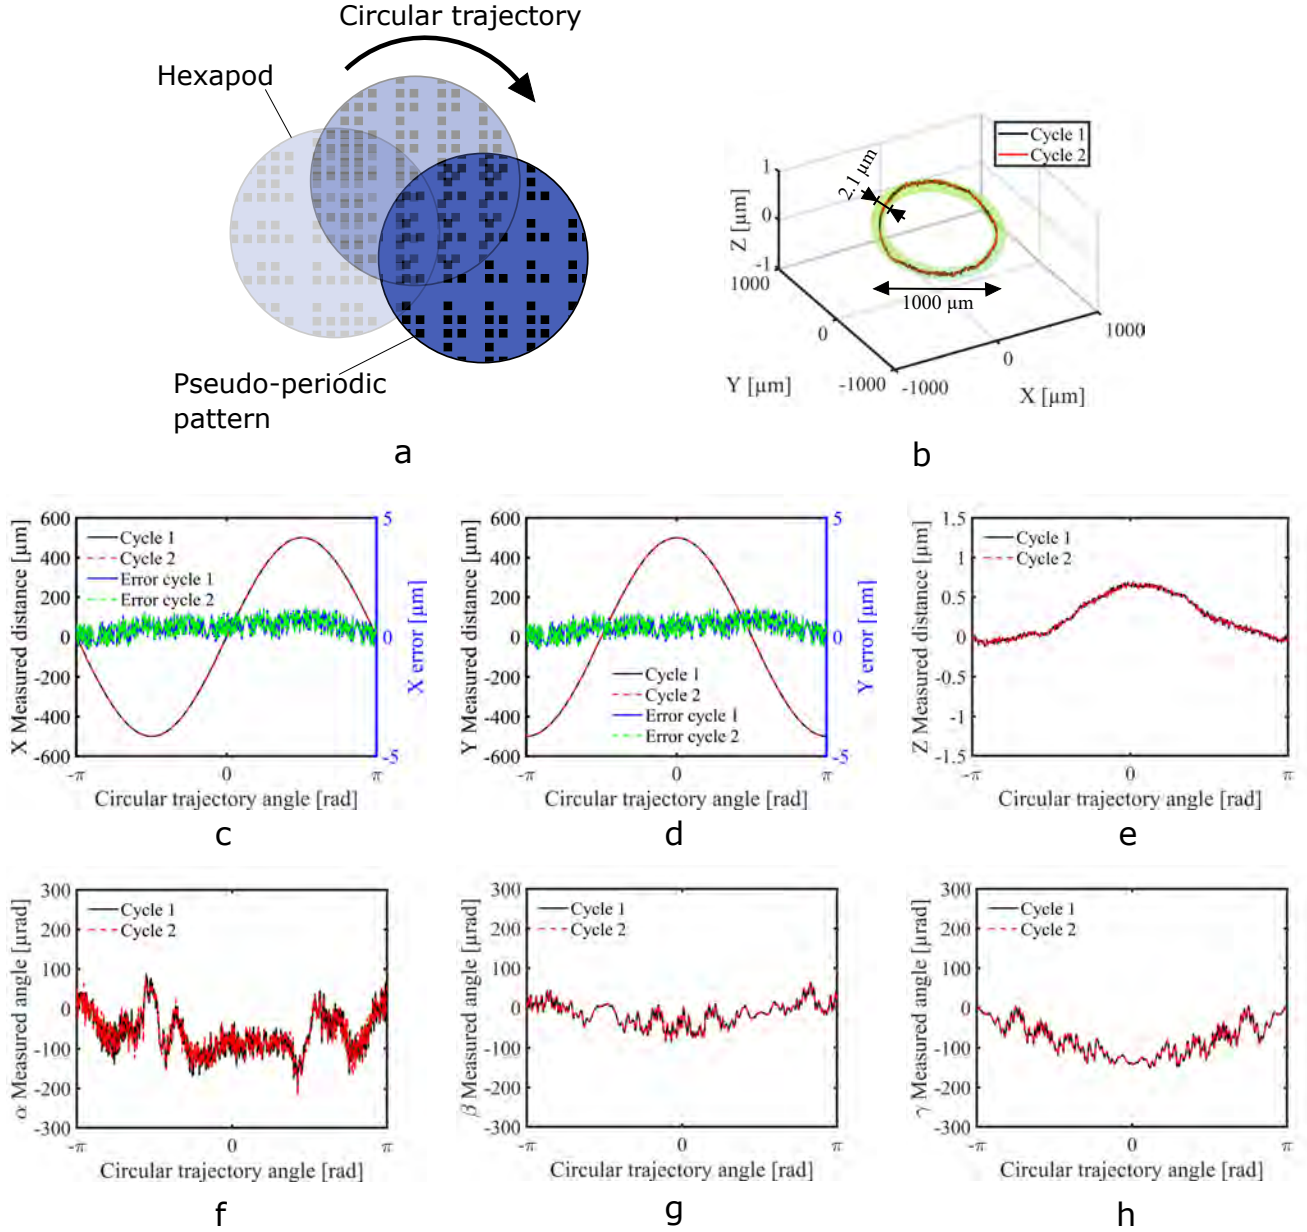 Circular trajectory
Hexapod
Pseudo-periodic
pattern
a
Cycle 1
Cycle 2
2.1 µm
1
0
-1
Z [µm]
1000
0
-1000
Y [µm]
1000 µm
-1000
0
1000
X [µm]
b
600
400
200
0
-200
-400
-600
X Measured distance [µm]
Cycle 1
Cycle 2
Error cycle 1
Error cycle 2
5
0
-5
X error [µm]
-π
0
π
Circular trajectory angle [rad]
c
600
400
200
0
-200
-400
-600
Y Measured distance [µm]
Cycle 1
Cycle 2
Error cycle 1
Error cycle 2
5
0
-5
Y error [µm]
-π
0
π
Circular trajectory angle [rad]
d
1.5
1
0.5
0
-0.5
-1
-1.5
Z Measured distance [µm]
Cycle 1
Cycle 2
-π
0
π
Circular trajectory angle [rad]
e
300
200
100
0
-100
-200
-300
α Measured angle [µrad]
Cycle 1
Cycle 2
-π
0
π
Circular trajectory angle [rad]
f
300
200
100
0
-100
-200
-300
β Measured angle [µrad]
Cycle 1
Cycle 2
-π
0
π
Circular trajectory angle [rad]
g
300
200
100
0
-100
-200
-300
γ Measured angle [µrad]
Cycle 1
Cycle 2
-π
0
π
Circular trajectory angle [rad]
h